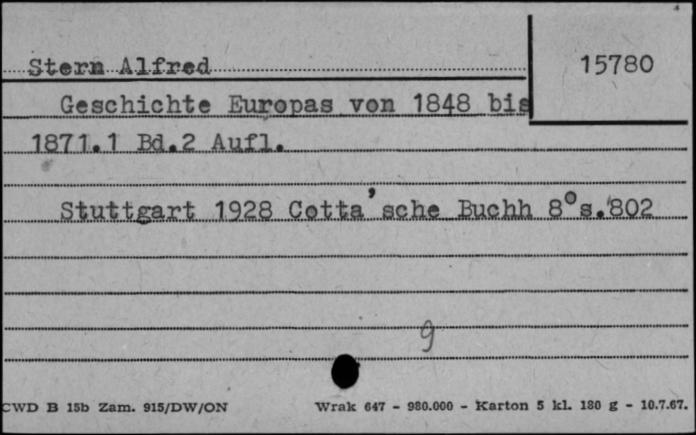 15780
Stern Alfred
Geschichte Europas von 1848 bis
1871.1 Bd.2 Aufl.
Stuttgart 1928 Cotta'sche Buchh 8° s.802
9
CWD B 15b Zam. 915/DW/ON Wrak 647 - 980.000 - Karton 5 kl. 180 g - 10.7.67.